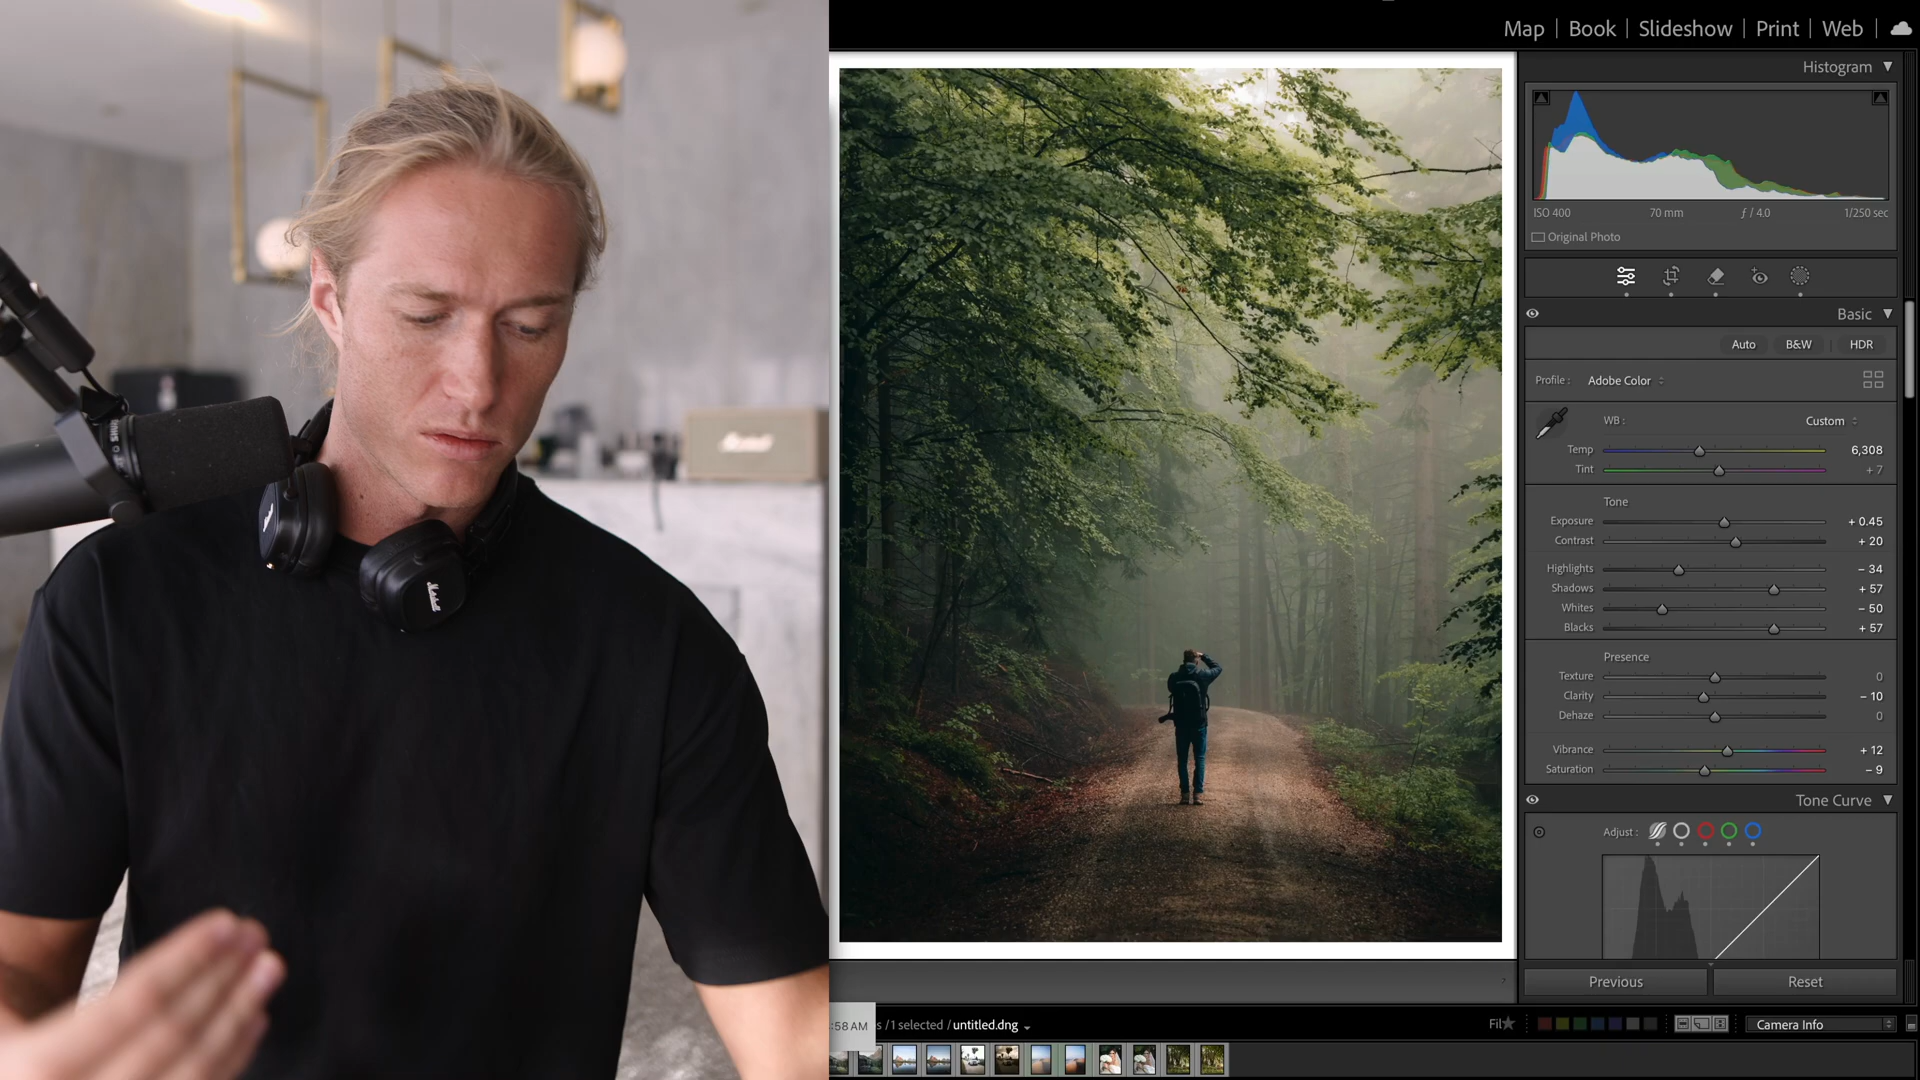 Map | Book | Slideshow | Print | Web |
Histogram
ISO 400 70 mm ƒ / 4.0 1/250 sec
Original Photo
Basic
Auto B&W | HDR
Profile : Adobe Color
WB : Custom
Temp 6,308
Tint + 7
Tone
Exposure + 0.45
Contrast + 20
Highlights − 34
Shadows + 57
Whites − 50
Blacks + 57
Presence
Texture 0
Clarity − 10
Dehaze 0
Vibrance + 12
Saturation − 9
Tone Curve
Adjust :
Previous Reset
:58 AM s / 1 selected / untitled.dng Camera Info
Marshall
SHURE
Marshall